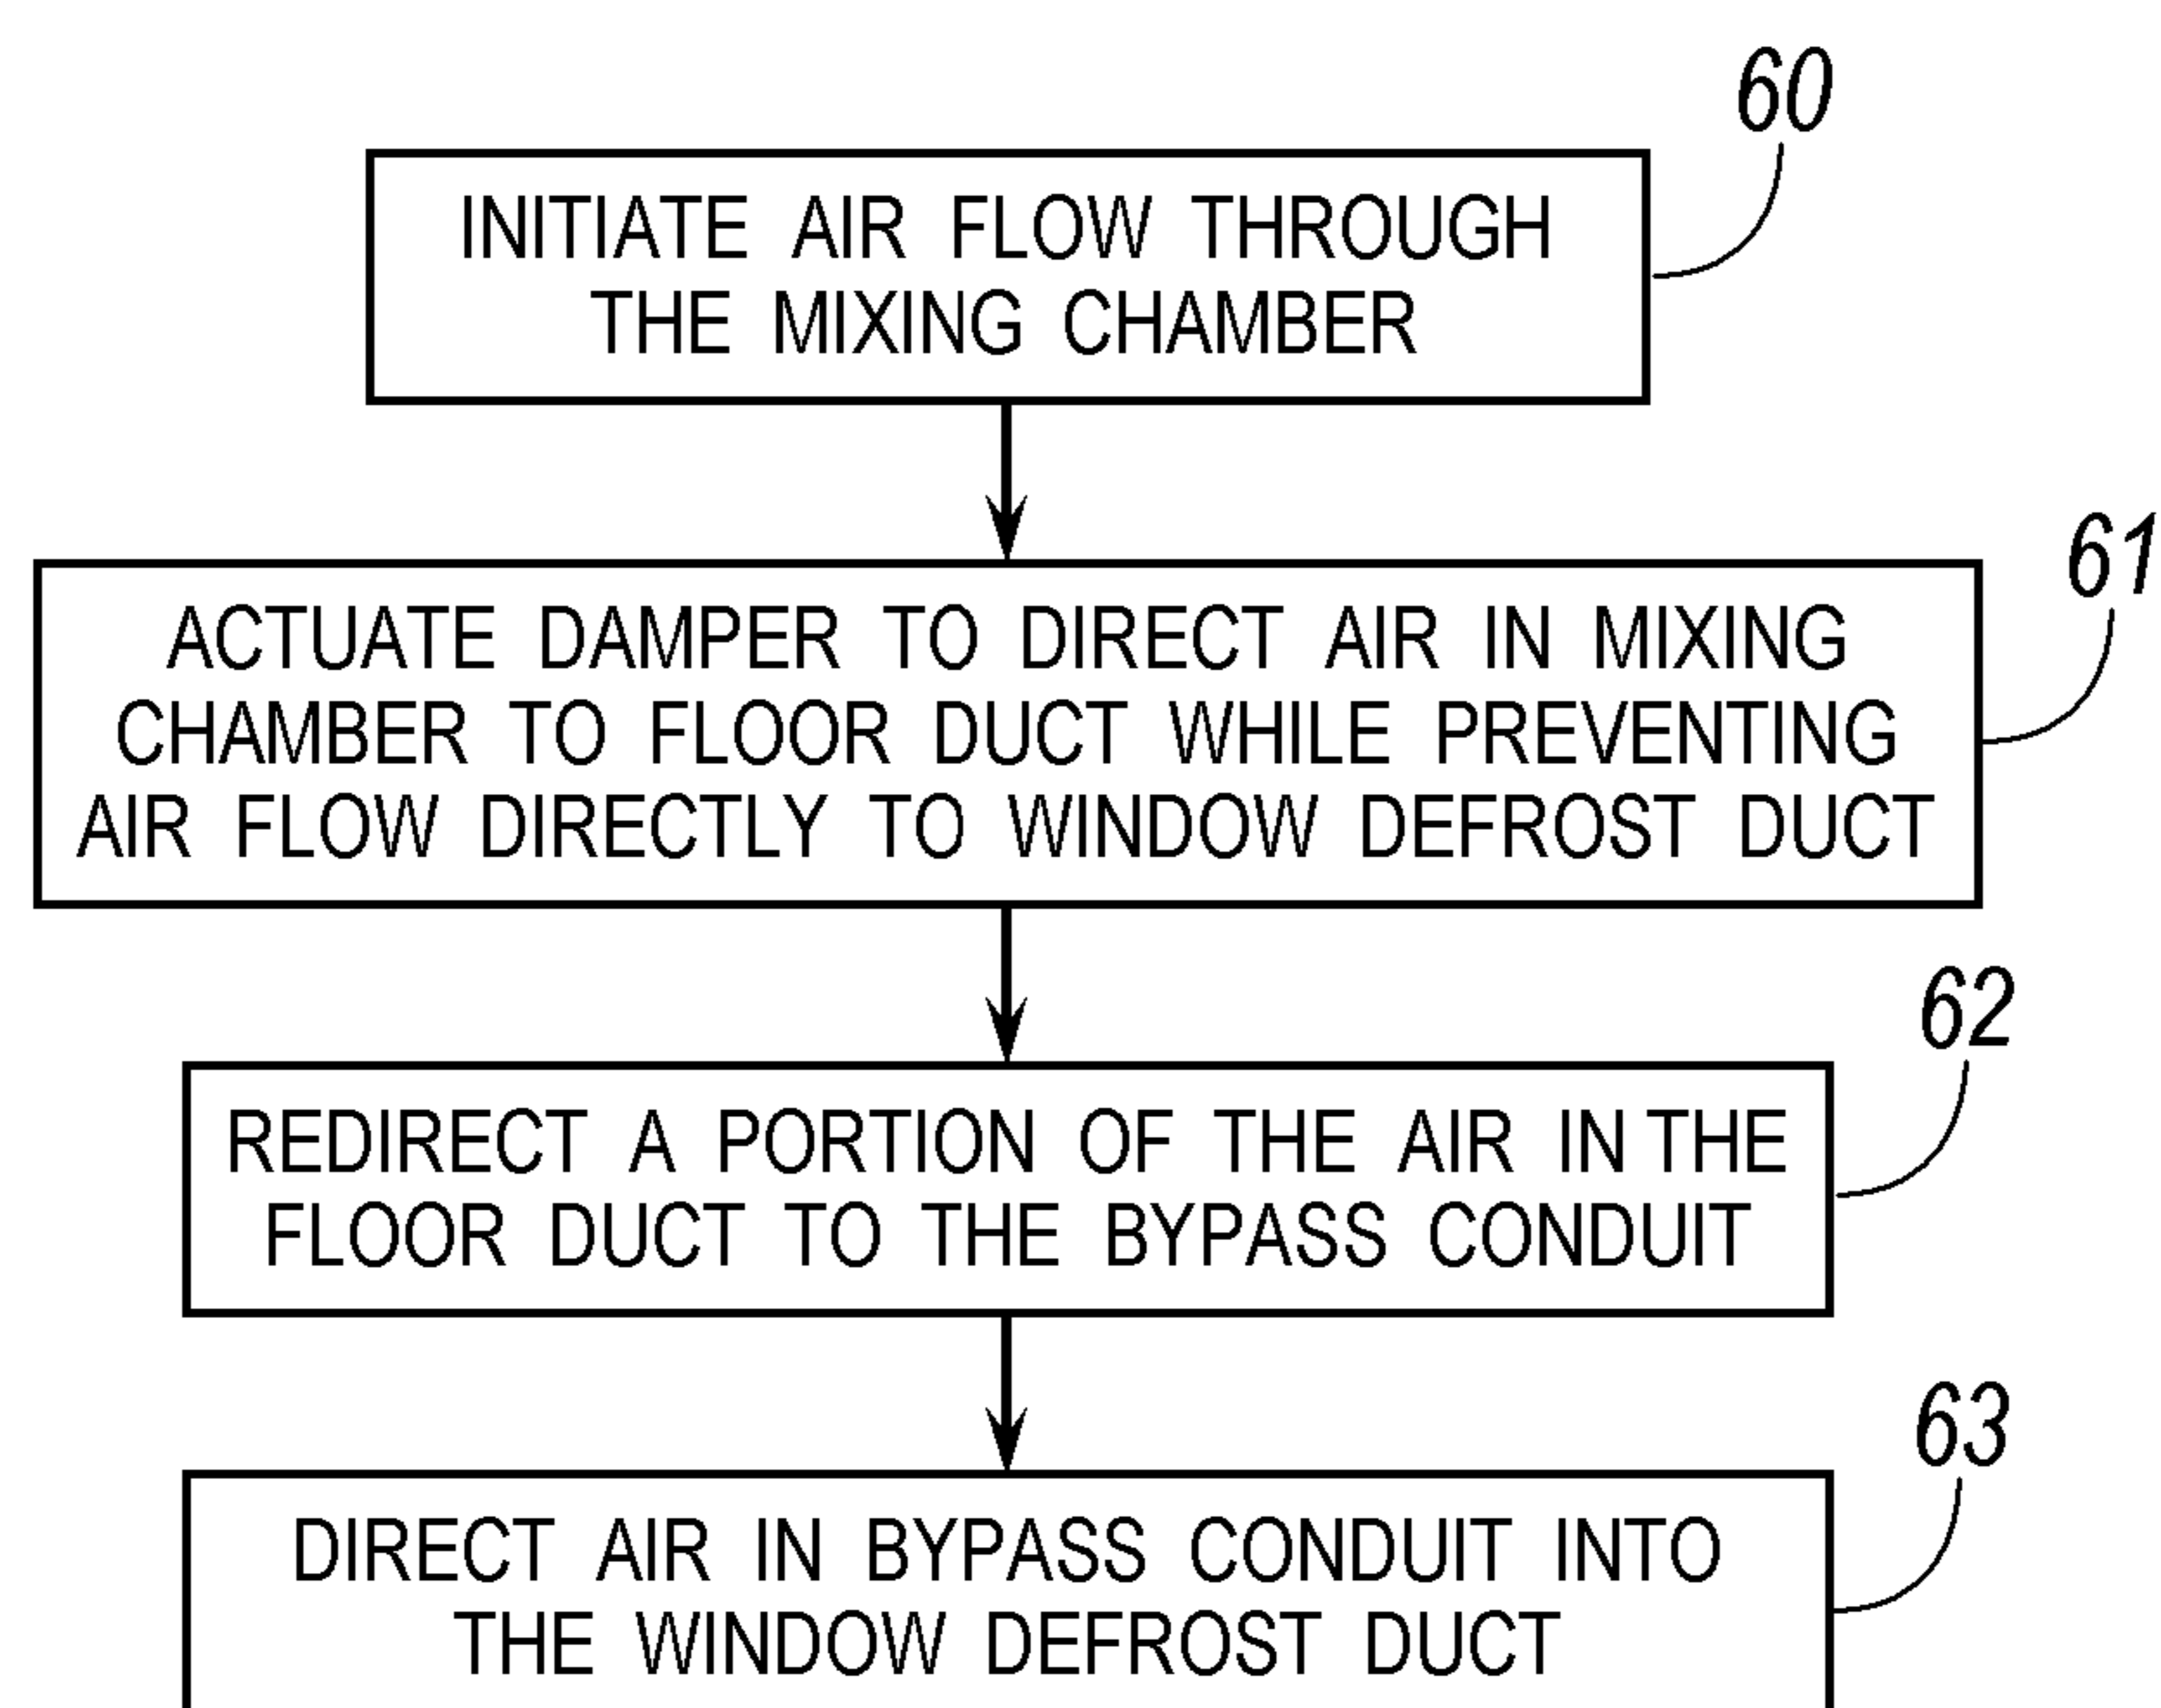 60
INITIATE AIR FLOW THROUGH
THE MIXING CHAMBER
61
ACTUATE DAMPER TO DIRECT AIR IN MIXING
CHAMBER TO FLOOR DUCT WHILE PREVENTING
AIR FLOW DIRECTLY TO WINDOW DEFROST DUCT
62
REDIRECT A PORTION OF THE AIR IN THE
FLOOR DUCT TO THE BYPASS CONDUIT
63
DIRECT AIR IN BYPASS CONDUIT INTO
THE WINDOW DEFROST DUCT